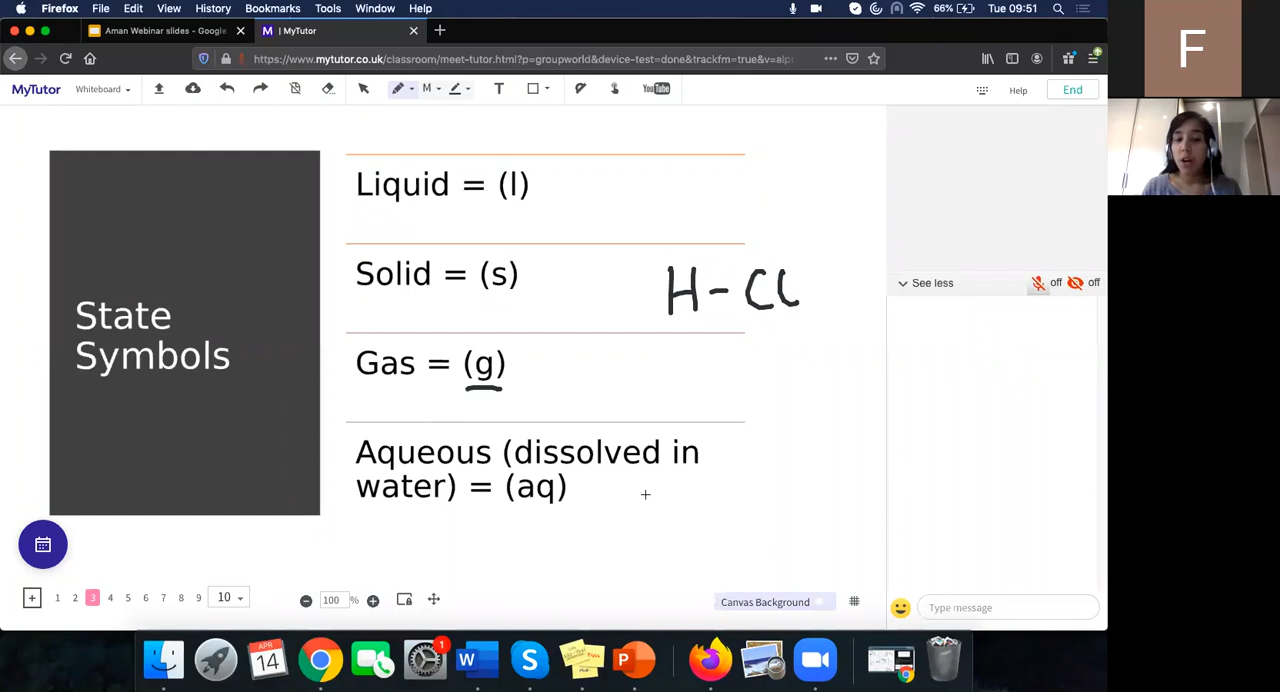 Firefox File Edit View History Bookmarks Tools Window Help
66% Tue 09:51
Aman Webinar slides - Google
M | MyTutor
https://www.mytutor.co.uk/classroom/meet-tutor.html?p=groupworld&device-test=done&trackfm=true&v=alp
MyTutor Whiteboard M T YouTube Help End
F
State
Symbols
Liquid = (l)
Solid = (s)
H - Cl
Gas = (g)
Aqueous (dissolved in
water) = (aq)
See less off off
+ 1 2 3 4 5 6 7 8 9 10
100 %
Canvas Background
Type message
APR
14
1
W
S
P